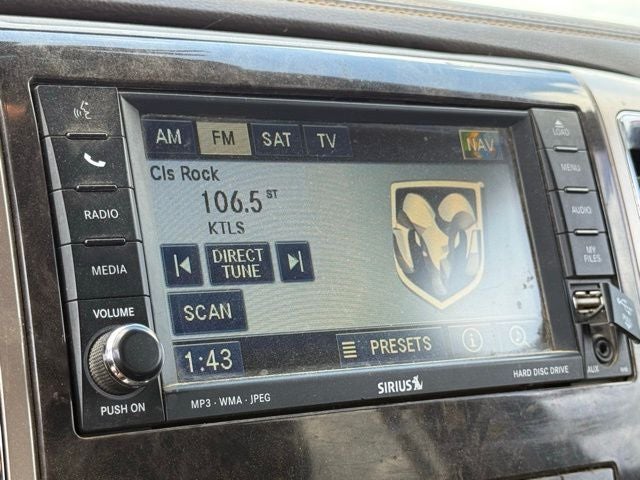 AM FM SAT TV NAV
Cls Rock
106.5 ST
KTLS
DIRECT
TUNE
SCAN
1:43
PRESETS
RADIO
MEDIA
VOLUME
PUSH ON
LOAD
MENU
AUDIO
MY
FILES
AUX
MP3 · WMA · JPEG
SIRIUS
HARD DISC DRIVE